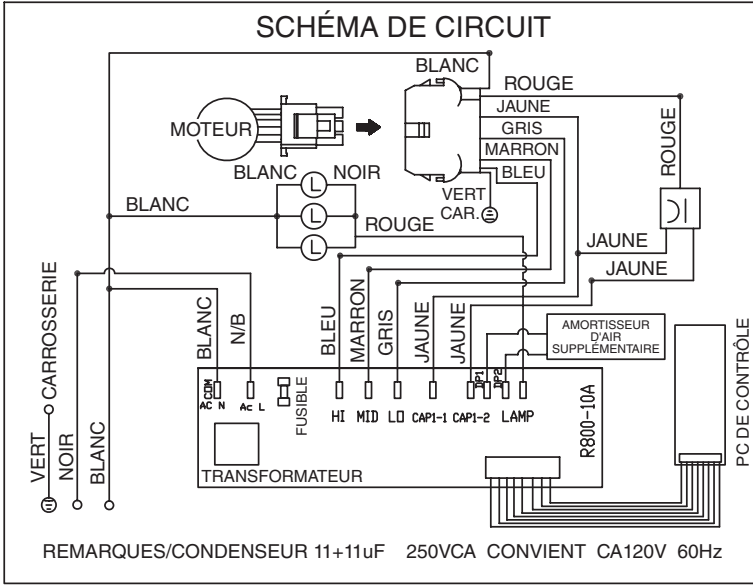 SCHÉMA DE CIRCUIT
BLANC
ROUGE
JAUNE
GRIS
MARRON
BLEU
MOTEUR
ROUGE
BLANC
NOIR
L
L
L
VERT
CAR.
BLANC
ROUGE
JAUNE
JAUNE
CARROSSERIE
VERT
NOIR
BLANC
BLANC
N/B
BLEU
MARRON
GRIS
JAUNE
JAUNE
AMORTISSEUR
D'AIR
SUPPLÉMENTAIRE
PC DE CONTRÔLE
COM
AC N
Ac L
FUSIBLE
HI
MID
LO
CAP1-1
CAP1-2
DP1
DP2
LAMP
R800-10A
TRANSFORMATEUR
REMARQUES/CONDENSEUR 11+11uF 250VCA CONVIENT CA120V 60Hz